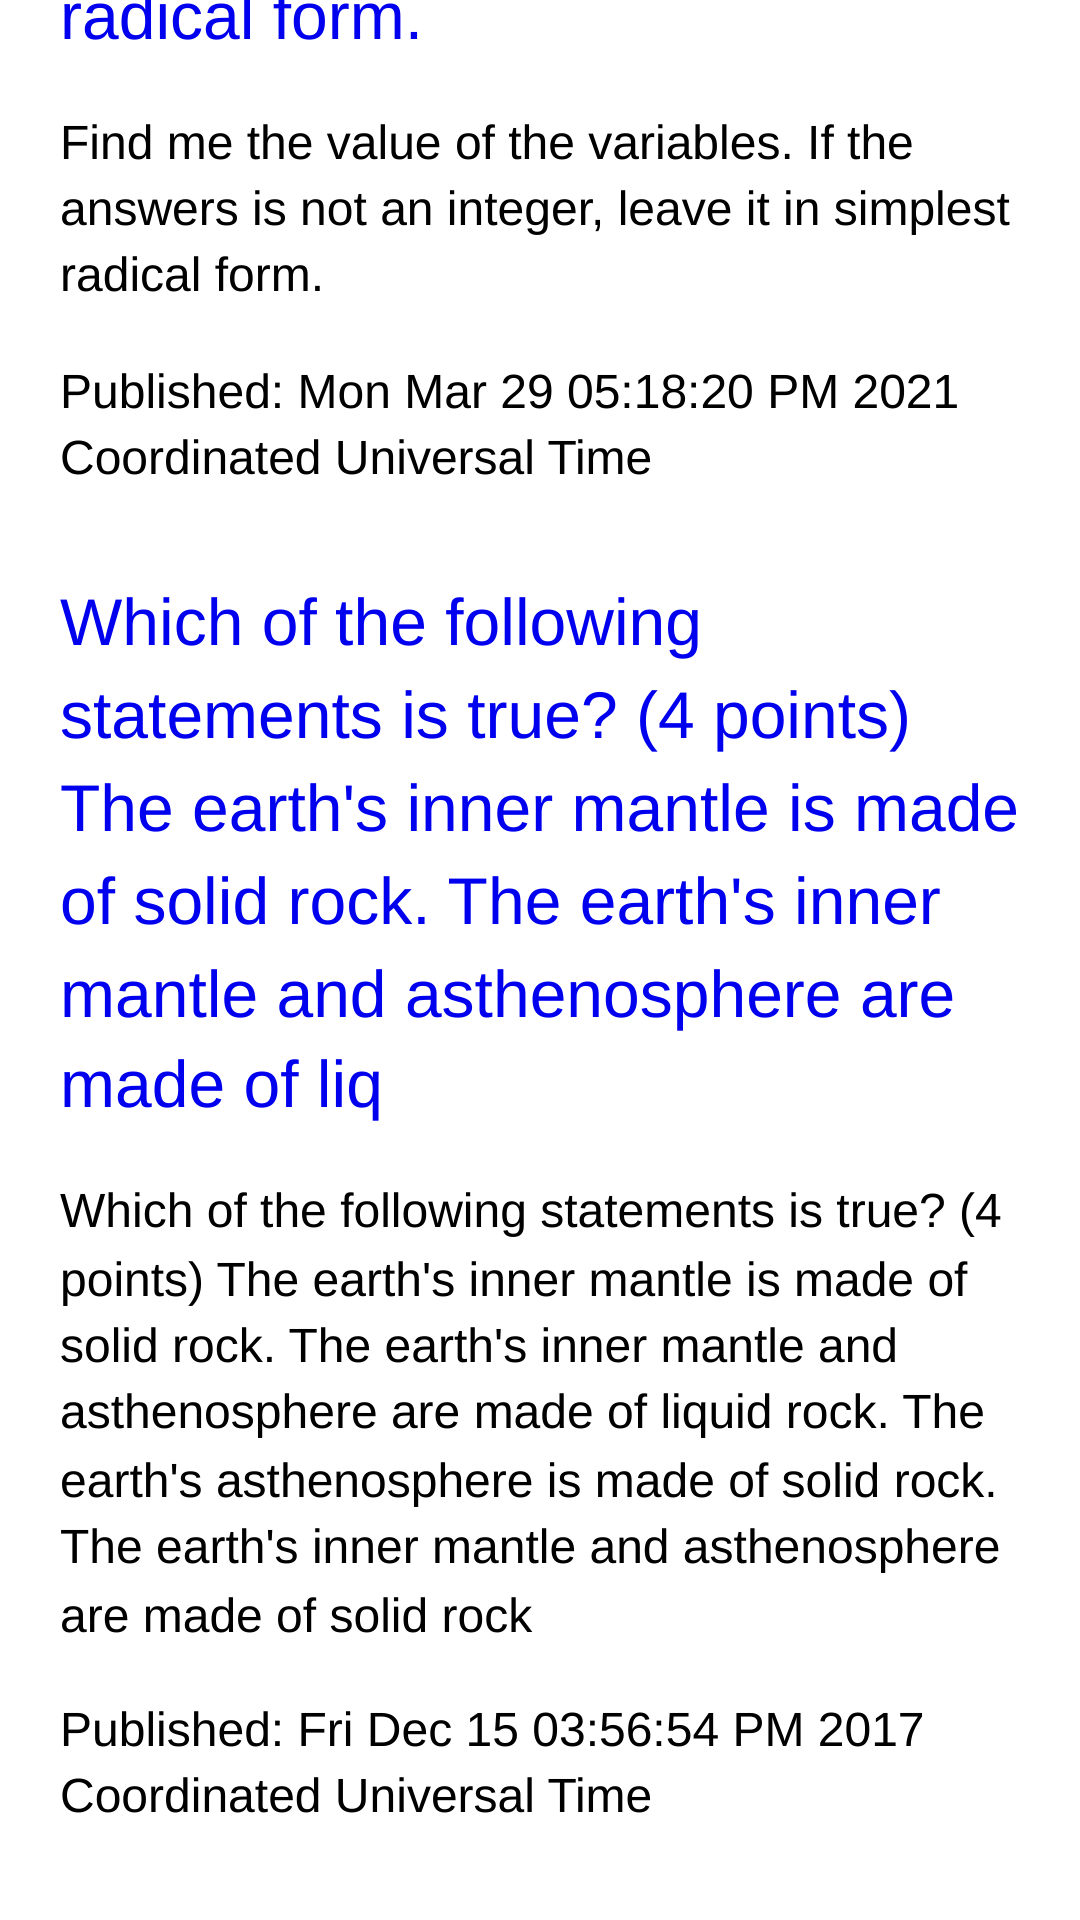 radical form.
Find me the value of the variables. If the
answers is not an integer, leave it in simplest
radical form.
Published: Mon Mar 29 05:18:20 PM 2021
Coordinated Universal Time
Which of the following
statements is true? (4 points)
The earth's inner mantle is made
of solid rock. The earth's inner
mantle and asthenosphere are
made of liq
Which of the following statements is true? (4
points) The earth's inner mantle is made of
solid rock. The earth's inner mantle and
asthenosphere are made of liquid rock. The
earth's asthenosphere is made of solid rock.
The earth's inner mantle and asthenosphere
are made of solid rock
Published: Fri Dec 15 03:56:54 PM 2017
Coordinated Universal Time